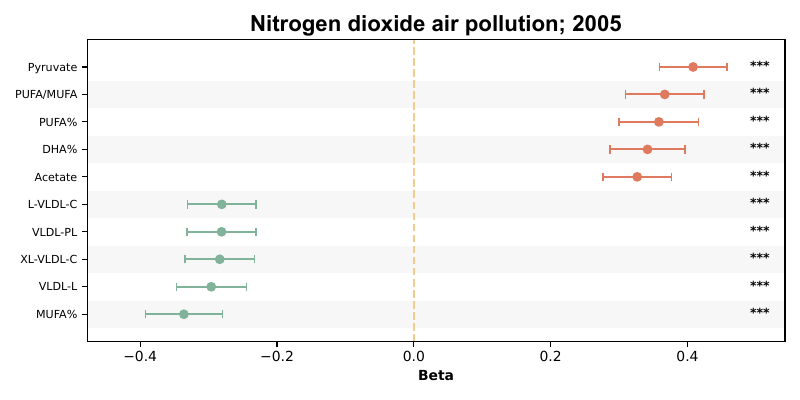 Nitrogen dioxide air pollution; 2005
Pyruvate ***
PUFA/MUFA ***
PUFA% ***
DHA% ***
Acetate ***
L-VLDL-C ***
VLDL-PL ***
XL-VLDL-C ***
VLDL-L ***
MUFA% ***
−0.4 −0.2 0.0 0.2 0.4
Beta